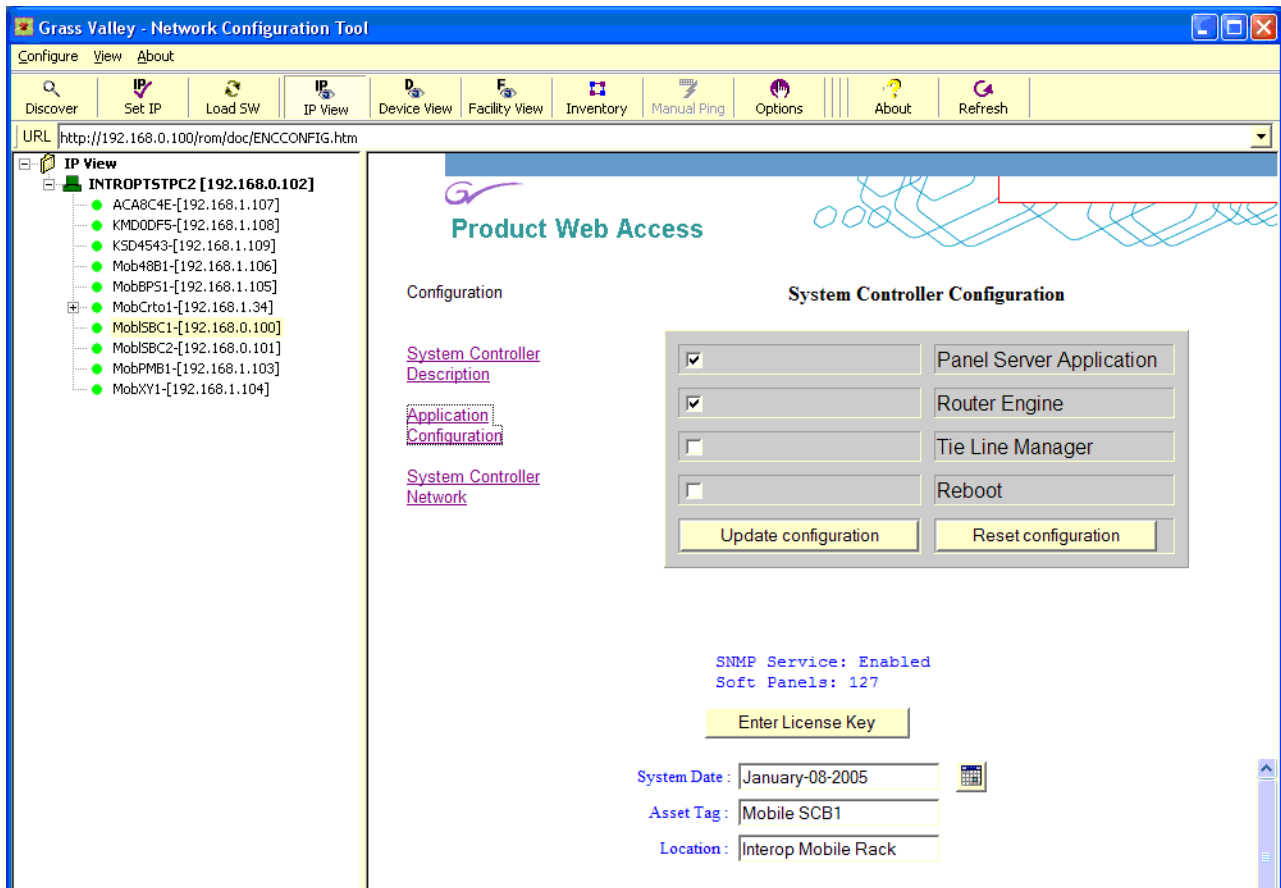 Grass Valley - Network Configuration Tool
Configure View About
Discover Set IP Load SW IP View Device View Facility View Inventory Manual Ping Options About Refresh
URL http://192.168.0.100/rom/doc/ENCCONFIG.htm
IP View
INTROPTSTPC2 [192.168.0.102]
ACA8C4E-[192.168.1.107]
KMD0DF5-[192.168.1.108]
KSD4543-[192.168.1.109]
Mob48B1-[192.168.1.106]
MobBPS1-[192.168.1.105]
MobCrto1-[192.168.1.34]
MoblSBC1-[192.168.0.100]
MoblSBC2-[192.168.0.101]
MobPMB1-[192.168.1.103]
MobXY1-[192.168.1.104]
Product Web Access
Configuration
System Controller
Description
Application
Configuration
System Controller
Network
System Controller Configuration
Panel Server Application
Router Engine
Tie Line Manager
Reboot
Update configuration Reset configuration
SNMP Service: Enabled
Soft Panels: 127
Enter License Key
System Date : January-08-2005
Asset Tag : Mobile SCB1
Location : Interop Mobile Rack